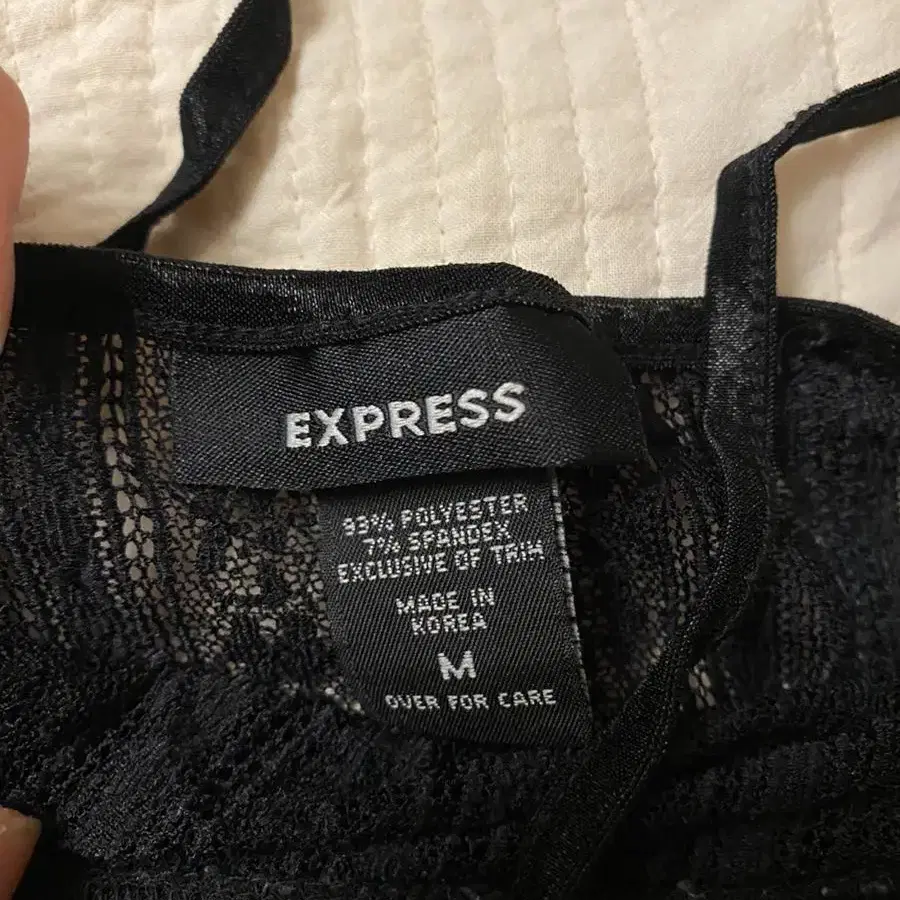 EXPRESS
93% POLYESTER
7% SPANDEX
EXCLUSIVE OF TRIM
MADE IN
KOREA
M
OVER FOR CARE